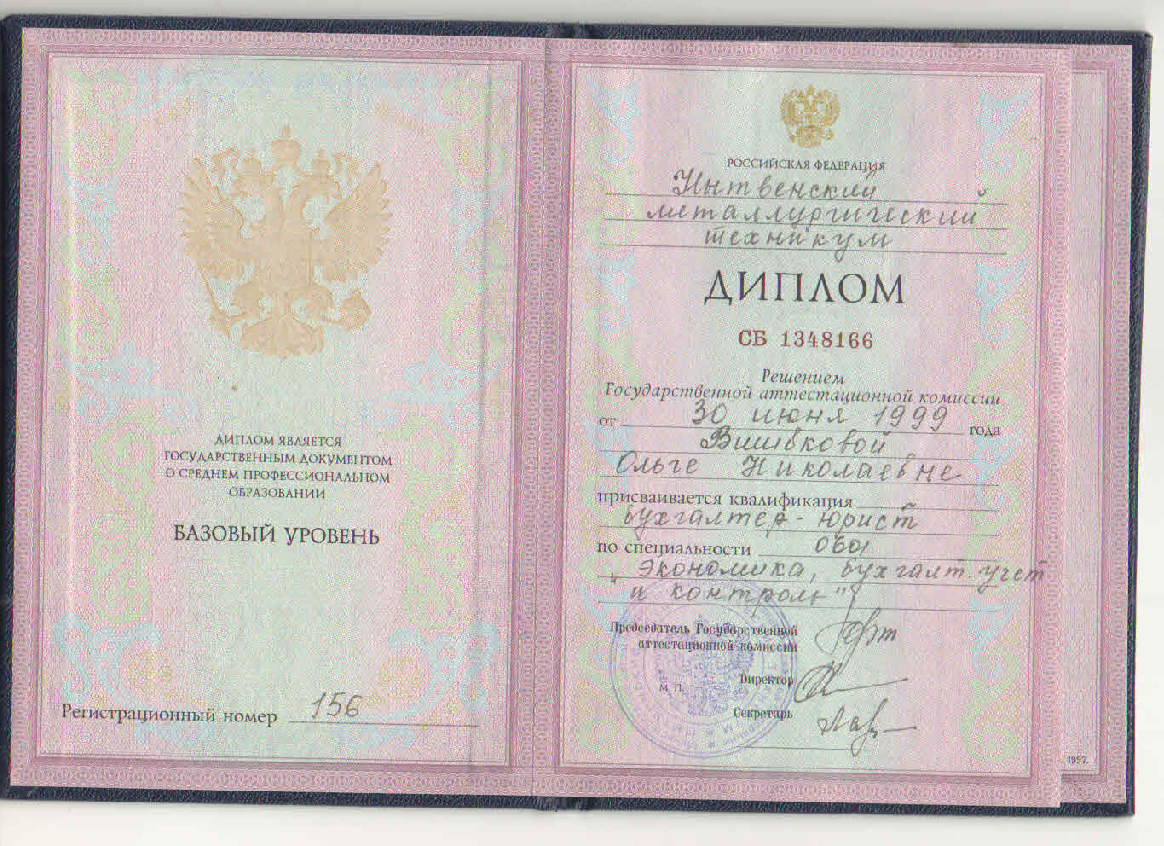 ДИПЛОМ ЯВЛЯЕТСЯ
ГОСУДАРСТВЕННЫМ ДОКУМЕНТОМ
О СРЕДНЕМ ПРОФЕССИОНАЛЬНОМ
ОБРАЗОВАНИИ
БАЗОВЫЙ УРОВЕНЬ
Регистрационный номер 156
РОССИЙСКАЯ ФЕДЕРАЦИЯ
Нытвенский
металлургический
техникум
ДИПЛОМ
СБ 1348166
Решением
Государственной аттестационной комиссии
от 30 июня 1999 года
Ольге Николаевне
присваивается квалификация
бухгалтер-юрист
по специальности 0601
"Экономика, бухгалт. учет
и контроль"
Председатель Государственной
аттестационной комиссии
Директор
М.П.
Секретарь
1997.